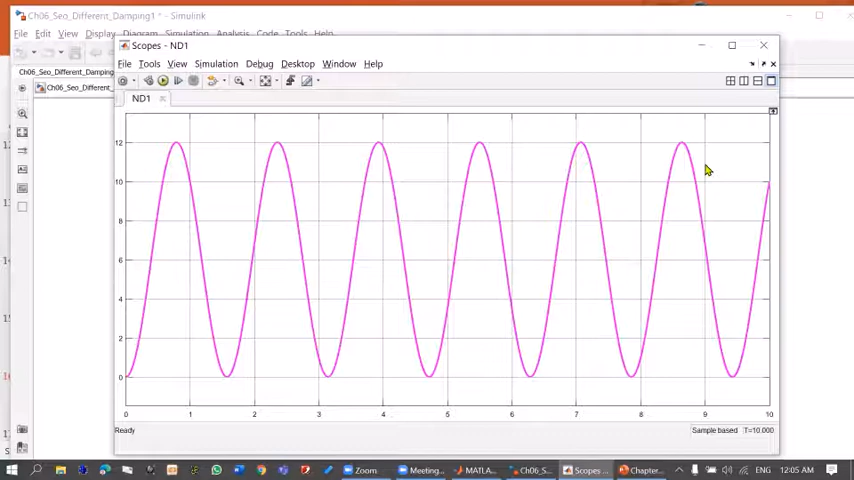 Ch06_Seo_Different_Damping1 * - Simulink
File Edit View Display Diagram Simulation Analysis Code Tools Help
Ch06_Seo_Different_Damping
Ch06_Seo_Different_
Scopes - ND1
File Tools View Simulation Debug Desktop Window Help
ND1
12
10
8
6
4
2
0
0 1 2 3 4 5 6 7 8 9 10
Ready
Sample based T=10.000
Zoom
Meeting...
MATLA...
Ch06_S...
Scopes ...
Chapter...
ENG
12:05 AM